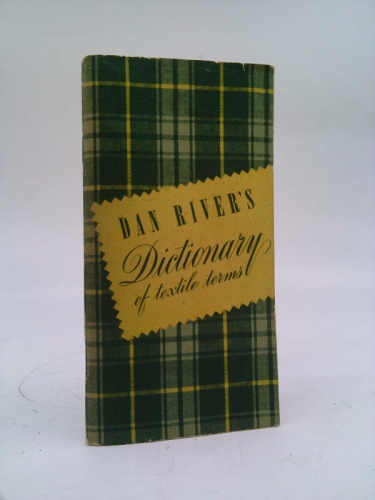 DAN RIVER'S
Dictionary
of textile terms